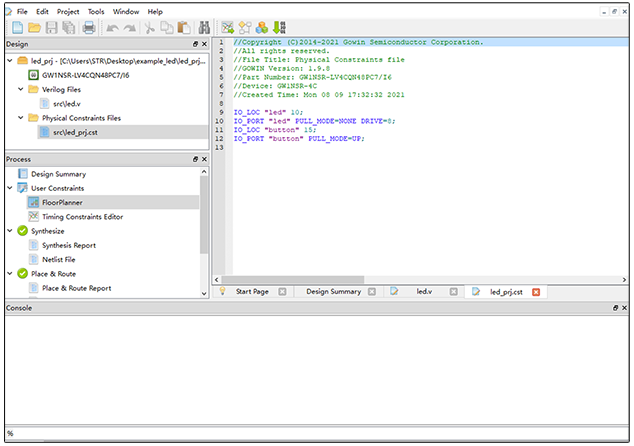 File Edit Project Tools Window Help
Design
led_prj - [C:\Users\STR\Desktop\example_led\led_prj...
GW1NSR-LV4CQN48PC7/I6
Verilog Files
src\led.v
Physical Constraints Files
src\led_prj.cst
Process
Design Summary
User Constraints
FloorPlanner
Timing Constraints Editor
Synthesize
Synthesis Report
Netlist File
Place & Route
Place & Route Report
1 //Copyright (C)2014-2021 Gowin Semiconductor Corporation.
2 //All rights reserved.
3 //File Title: Physical Constraints file
4 //GOWIN Version: 1.9.8
5 //Part Number: GW1NSR-LV4CQN48PC7/I6
6 //Device: GW1NSR-4C
7 //Created Time: Mon 08 09 17:32:32 2021
8
9 IO_LOC "led" 10;
10 IO_PORT "led" PULL_MODE=NONE DRIVE=8;
11 IO_LOC "button" 15;
12 IO_PORT "button" PULL_MODE=UP;
13
Start Page Design Summary led.v led_prj.cst
Console
%